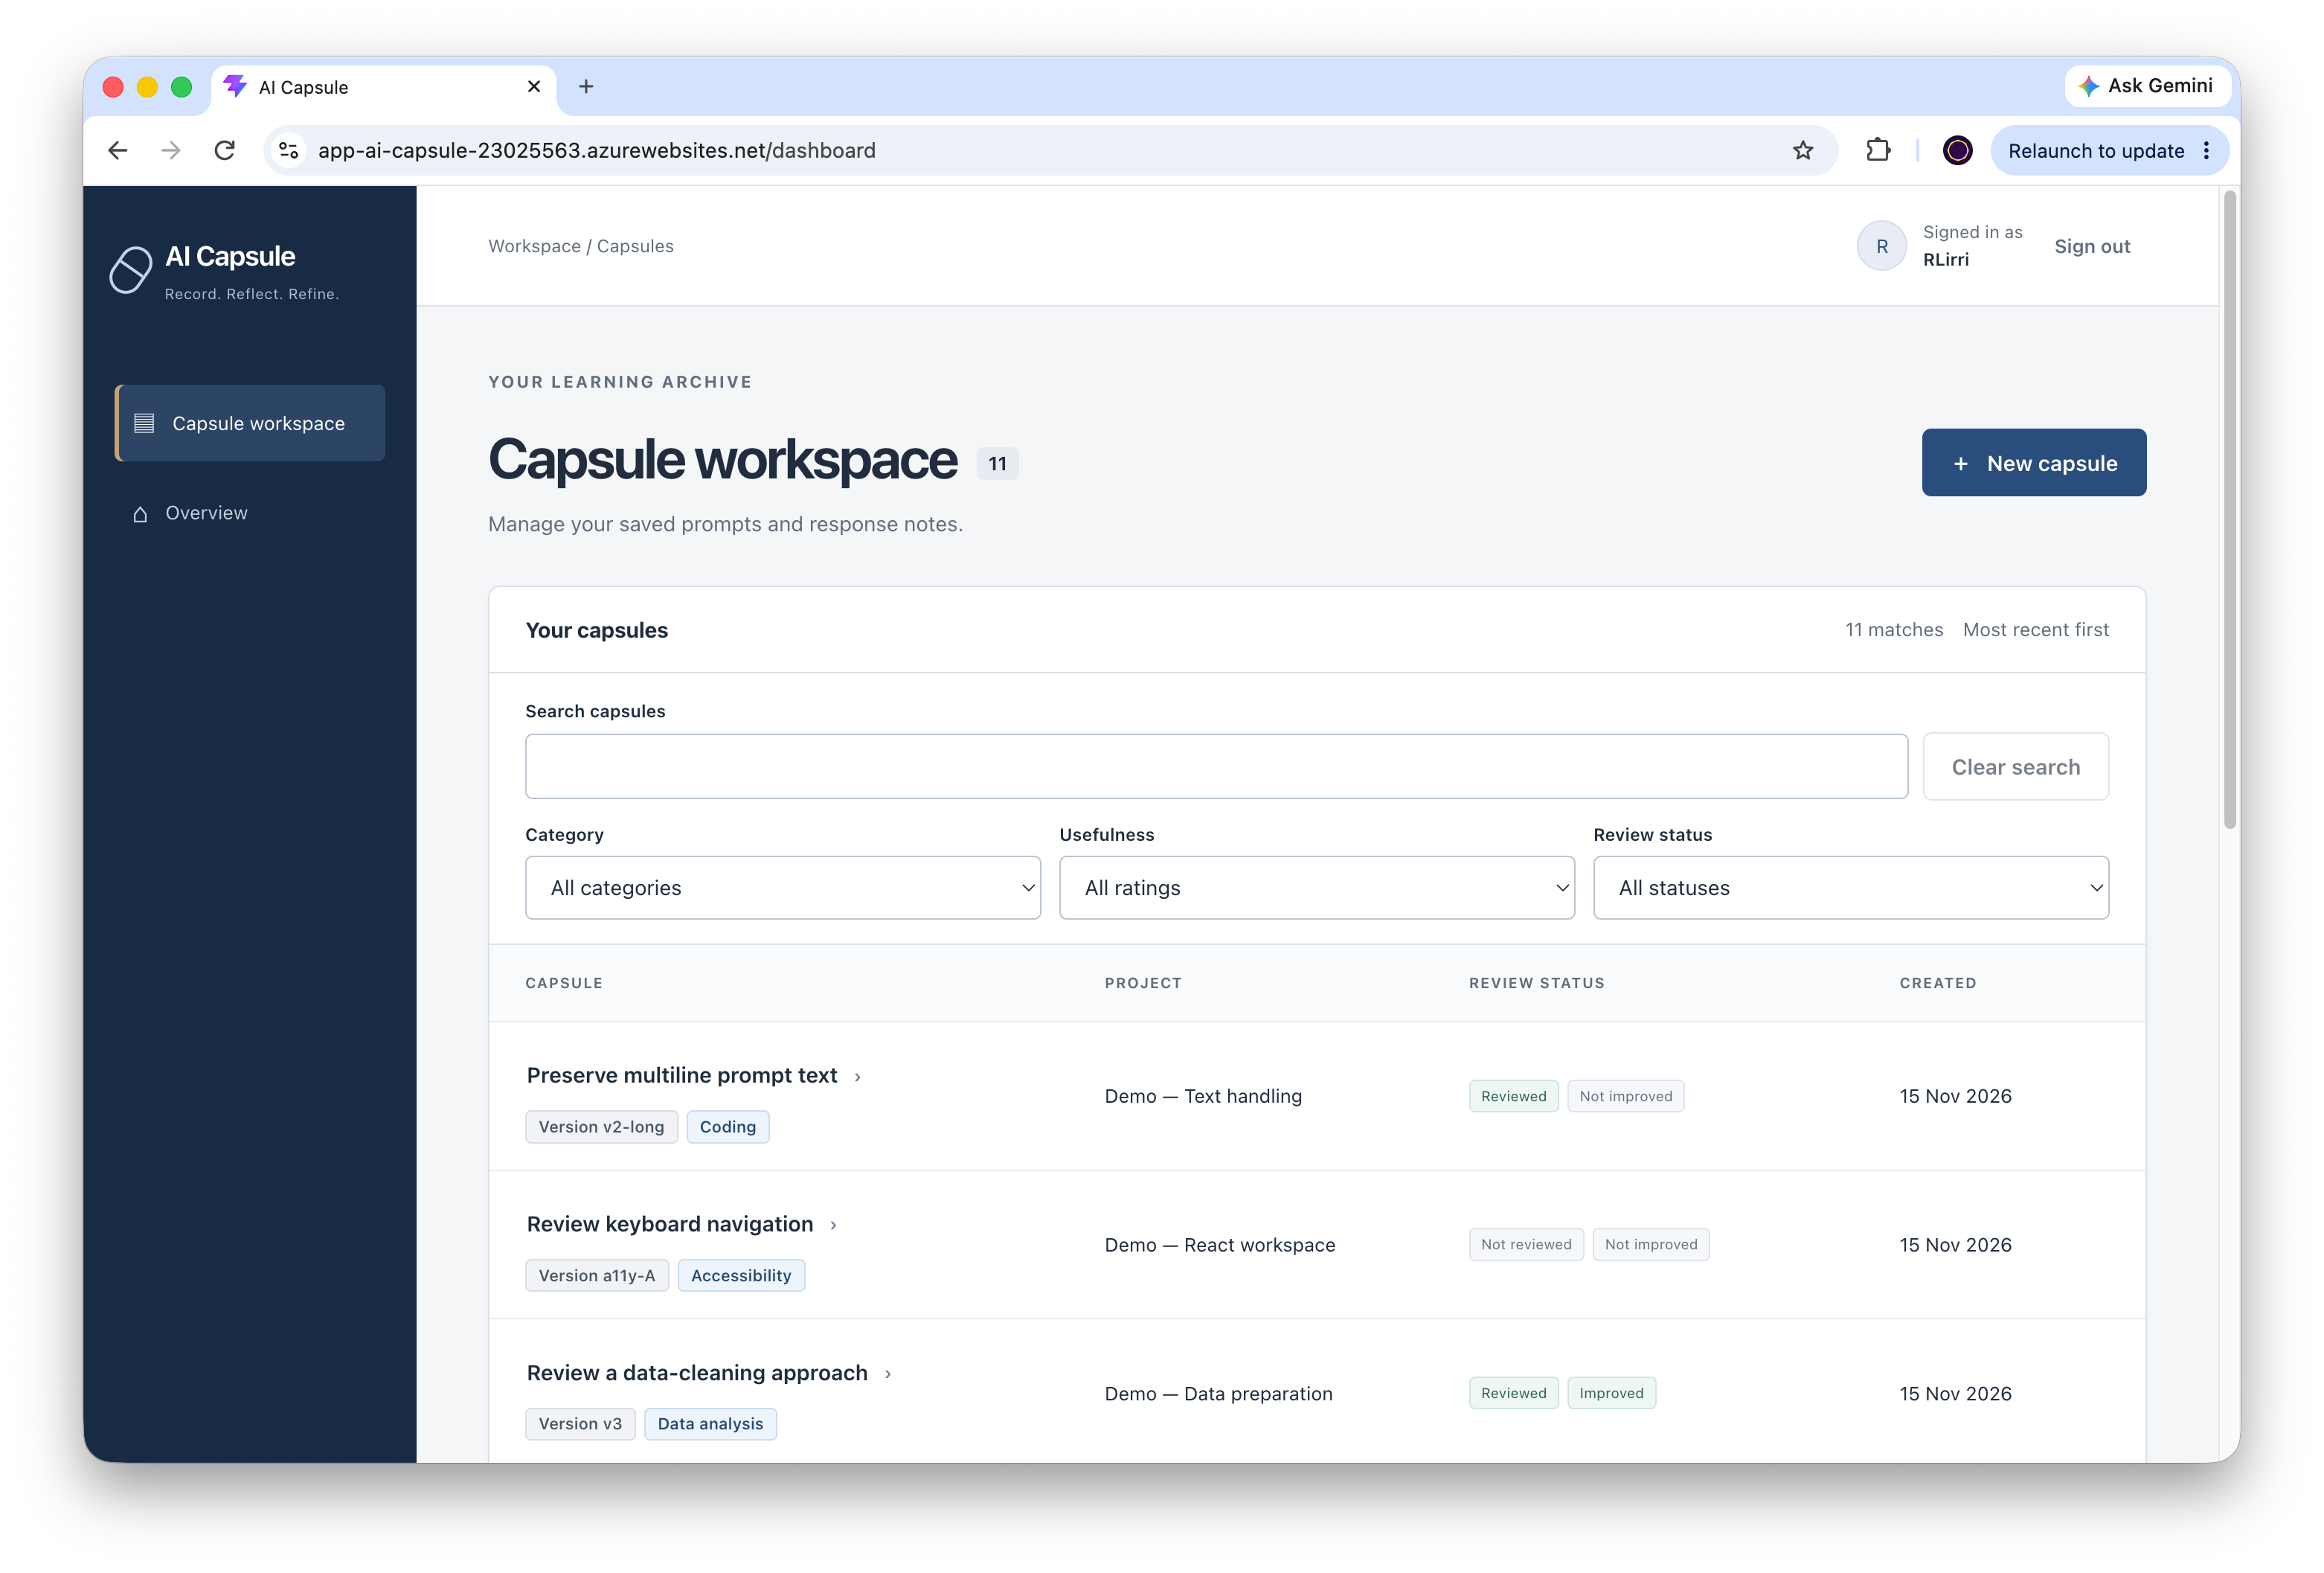 AI Capsule
Ask Gemini
app-ai-capsule-23025563.azurewebsites.net/dashboard
Relaunch to update
AI Capsule
Record. Reflect. Refine.
Capsule workspace
Overview
Workspace / Capsules
R
Signed in as
RLirri
Sign out
YOUR LEARNING ARCHIVE
Capsule workspace 11
+ New capsule
Manage your saved prompts and response notes.
Your capsules
11 matches Most recent first
Search capsules
Clear search
Category Usefulness Review status
All categories All ratings All statuses
CAPSULE PROJECT REVIEW STATUS CREATED
Preserve multiline prompt text ›
Version v2-long Coding
Demo — Text handling
Reviewed Not improved
15 Nov 2026
Review keyboard navigation ›
Version a11y-A Accessibility
Demo — React workspace
Not reviewed Not improved
15 Nov 2026
Review a data-cleaning approach ›
Version v3 Data analysis
Demo — Data preparation
Reviewed Improved
15 Nov 2026